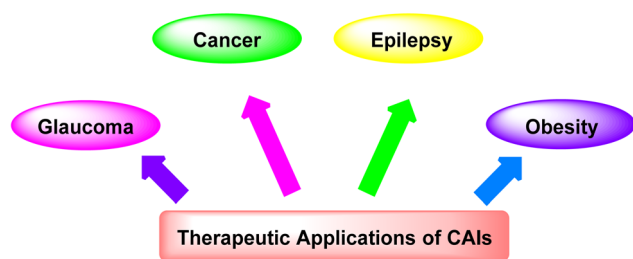 Cancer
Epilepsy
Glaucoma
Obesity
Therapeutic Applications of CAIs